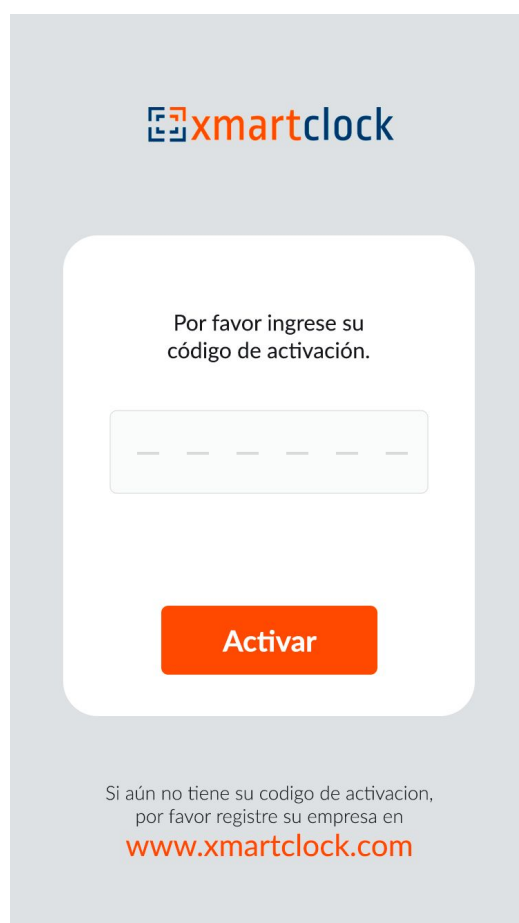 xmartclock
Por favor ingrese su
código de activación.
Activar
Si aún no tiene su codigo de activacion,
por favor registre su empresa en
www.xmartclock.com